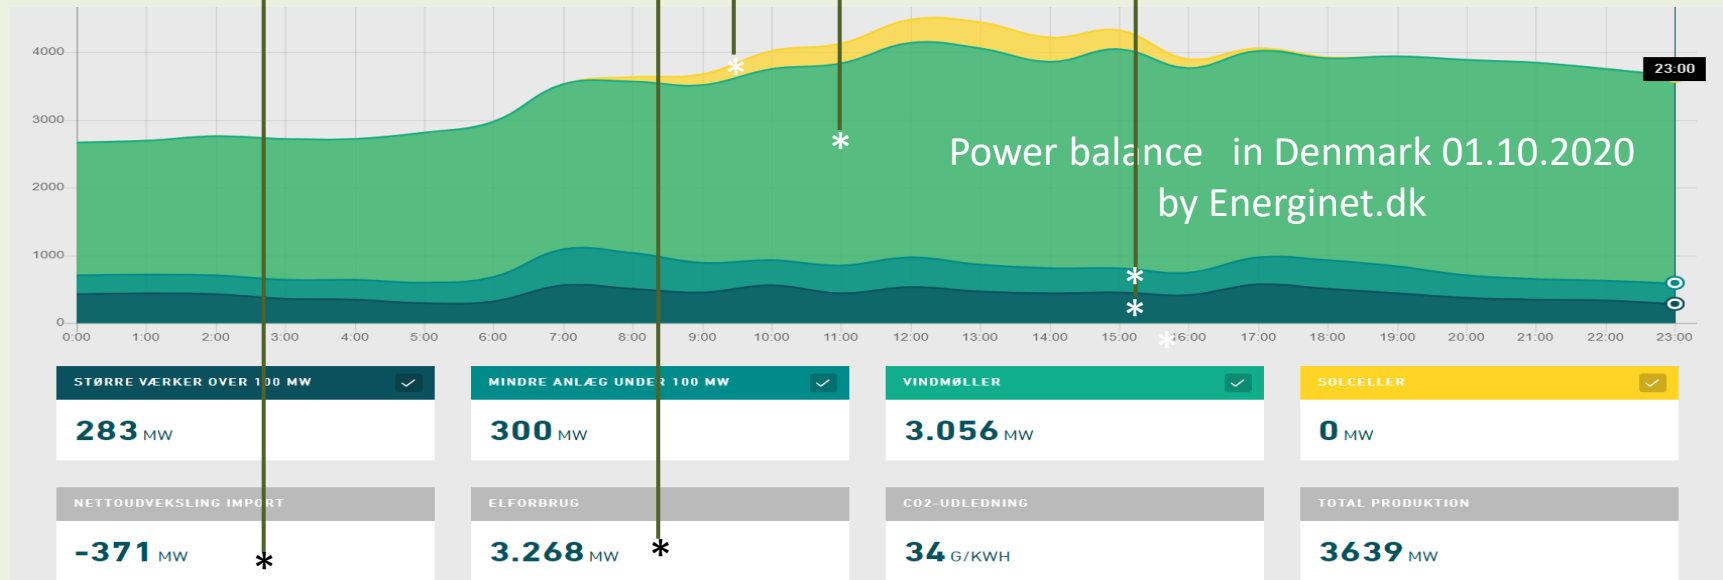 4000
3000
2000
1000
0
23:00
*
*
Power balance in Denmark 01.10.2020
by Energinet.dk
*
*
*
0:00 1:00 2:00 3:00 4:00 5:00 6:00 7:00 8:00 9:00 10:00 11:00 12:00 13:00 14:00 15:00 16:00 17:00 18:00 19:00 20:00 21:00 22:00 23:00
STØRRE VÆRKER OVER 100 MW
283 MW
MINDRE ANLÆG UNDER 100 MW
300 MW
VINDMØLLER
3.056 MW
SOLCELLER
0 MW
NETTOUDVEKSLING IMPORT
-371 MW
*
ELFORBRUG
3.268 MW
*
CO2-UDLEDNING
34 G/KWH
TOTAL PRODUKTION
3639 MW